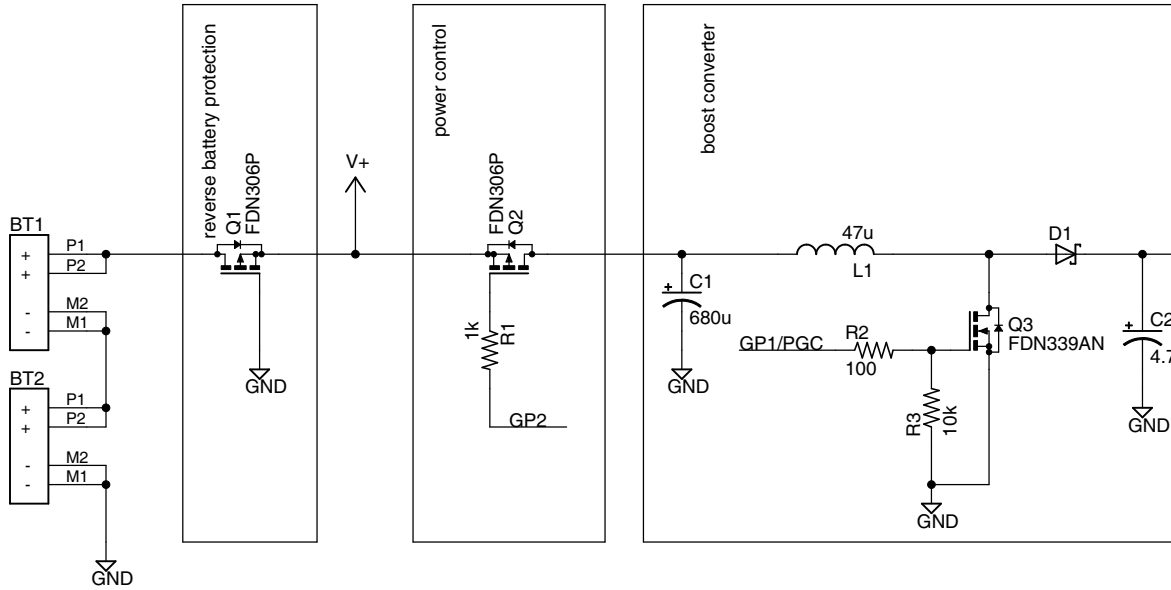 reverse battery protection
power control
boost converter
Q1
FDN306P
V+
FDN306P
Q2
BT1
+ P1
+ P2
- M2
- M1
47u
L1
D1
C1
+
680u
1k
R1
Q3
FDN339AN
C2
+
4.7
GP1/PGC
R2
100
GND
GND
BT2
+ P1
+ P2
- M2
- M1
GP2
R3
10k
GND
GND
GND